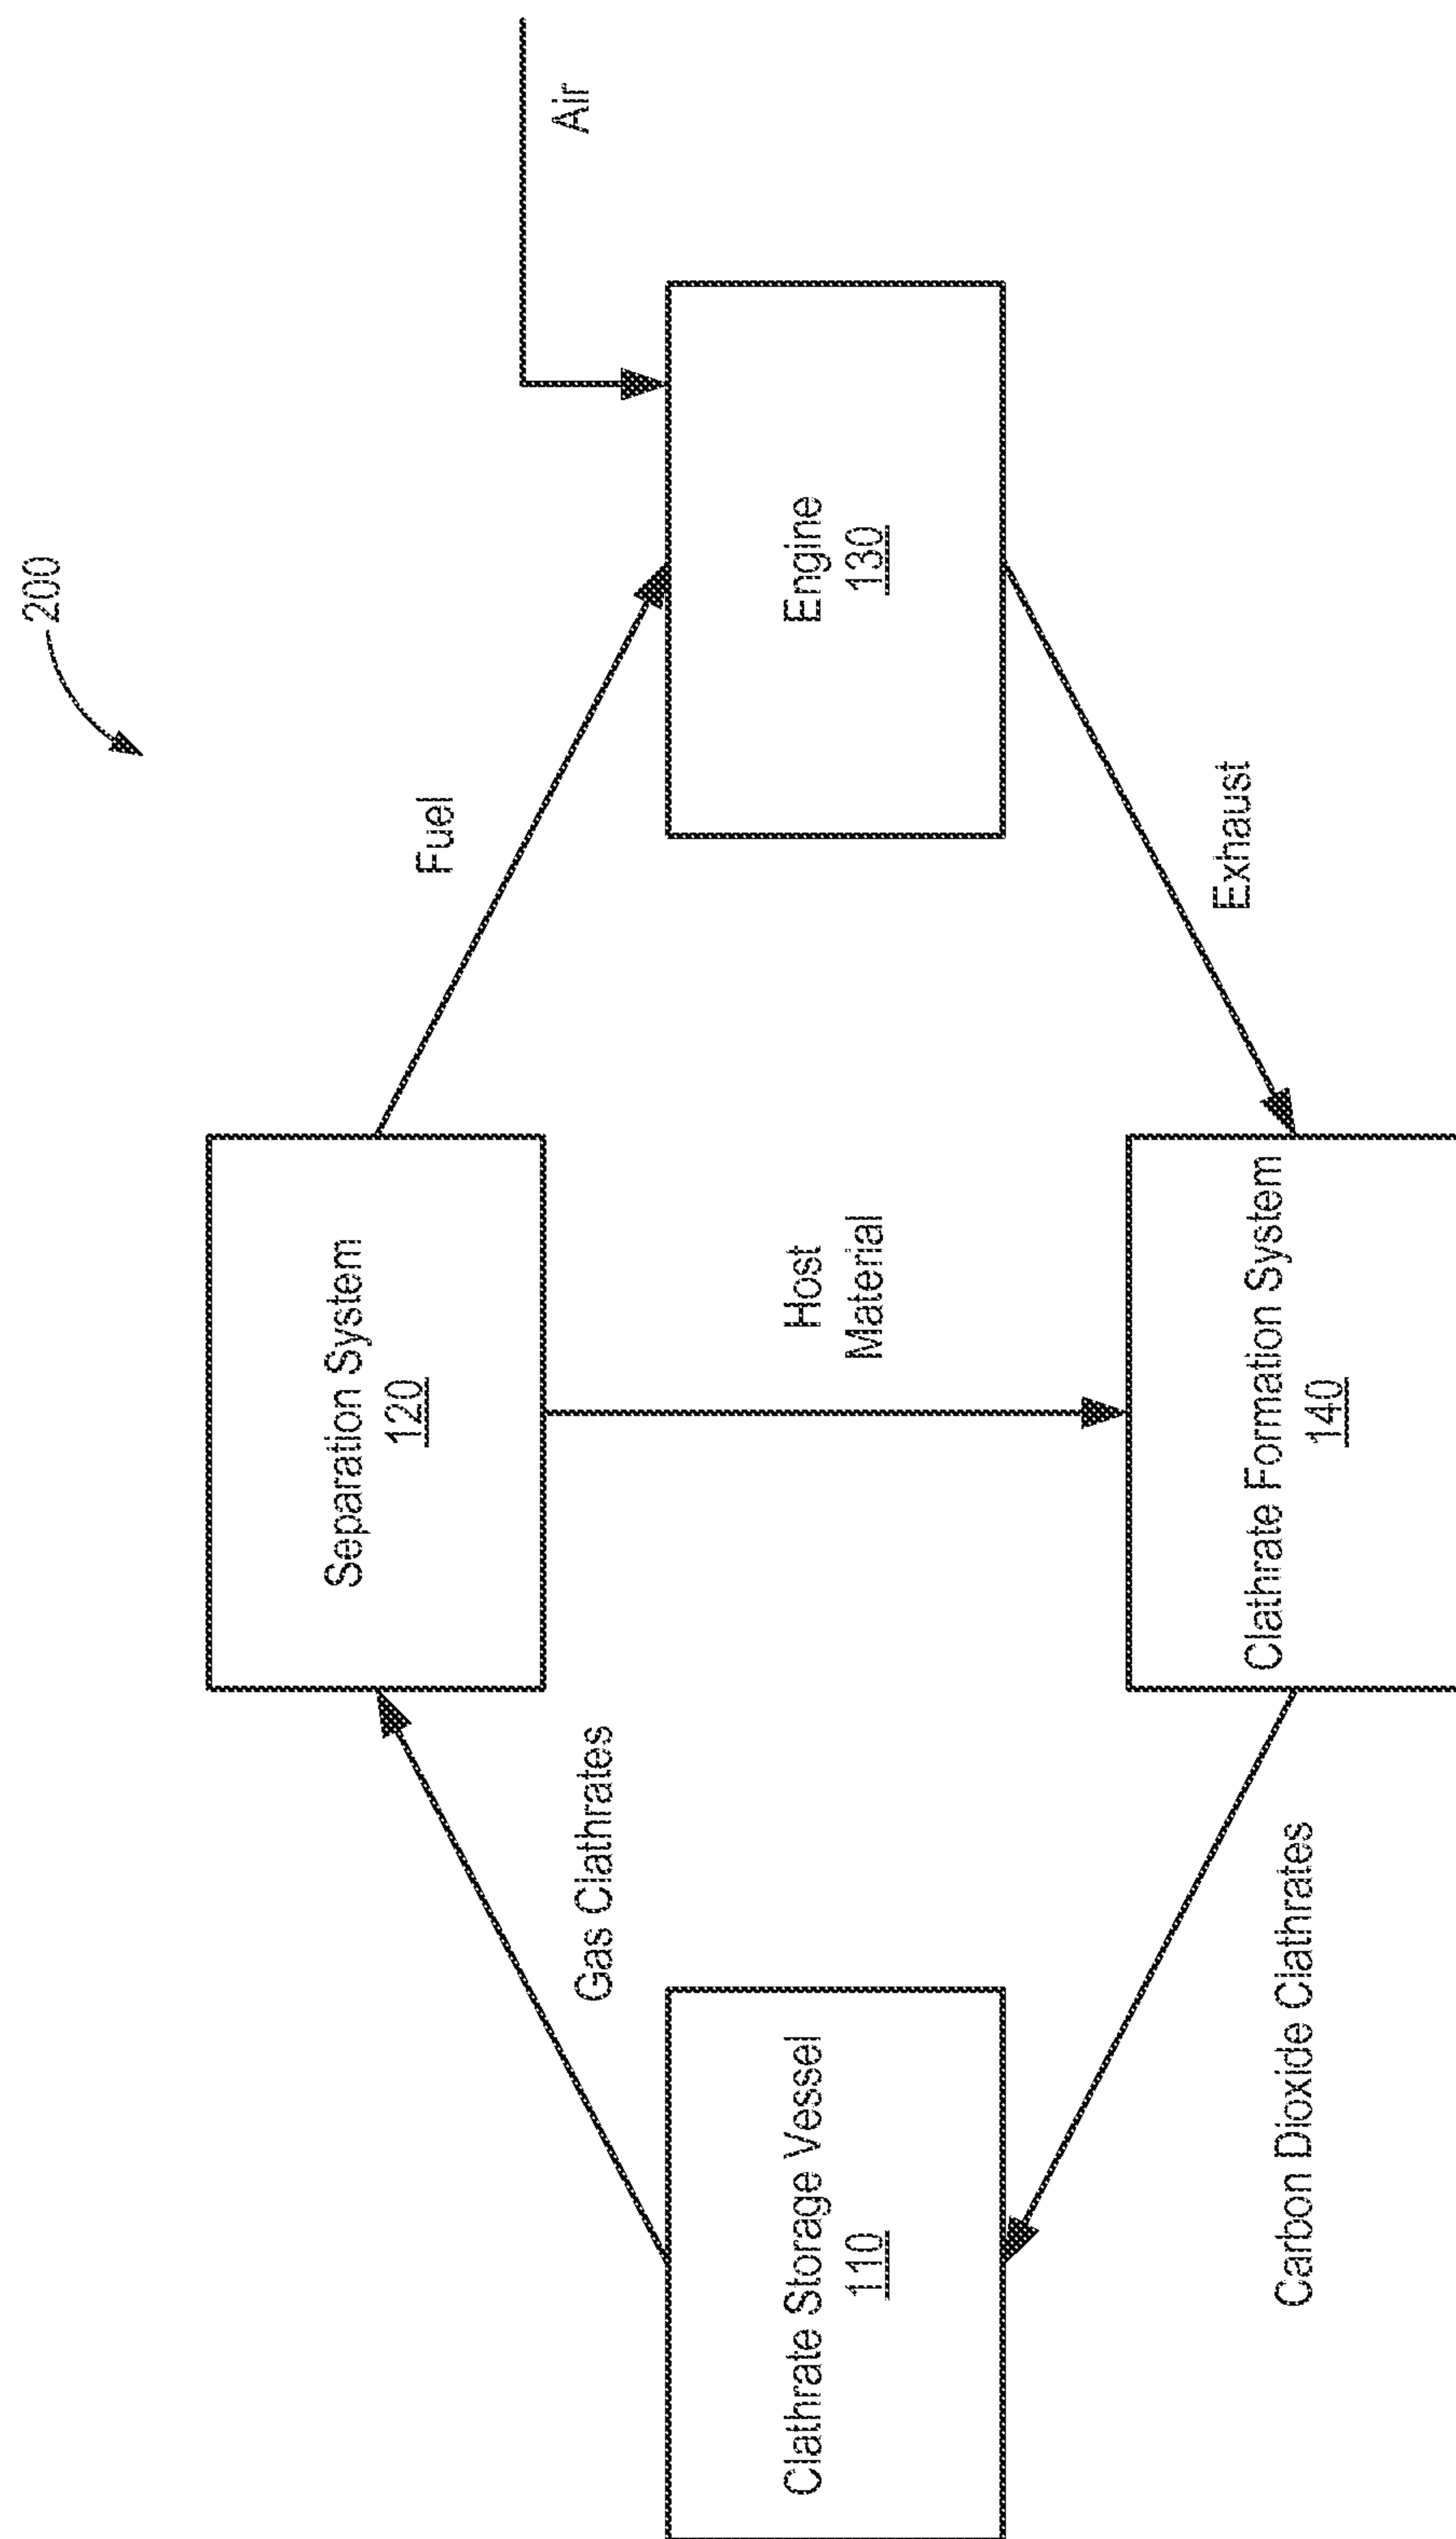 200
Air
Fuel
Separation System
120
Engine
130
Gas Clathrates
Host
Material
Clathrate Storage Vessel
110
Exhaust
Clathrate Formation System
140
Carbon Dioxide Clathrates